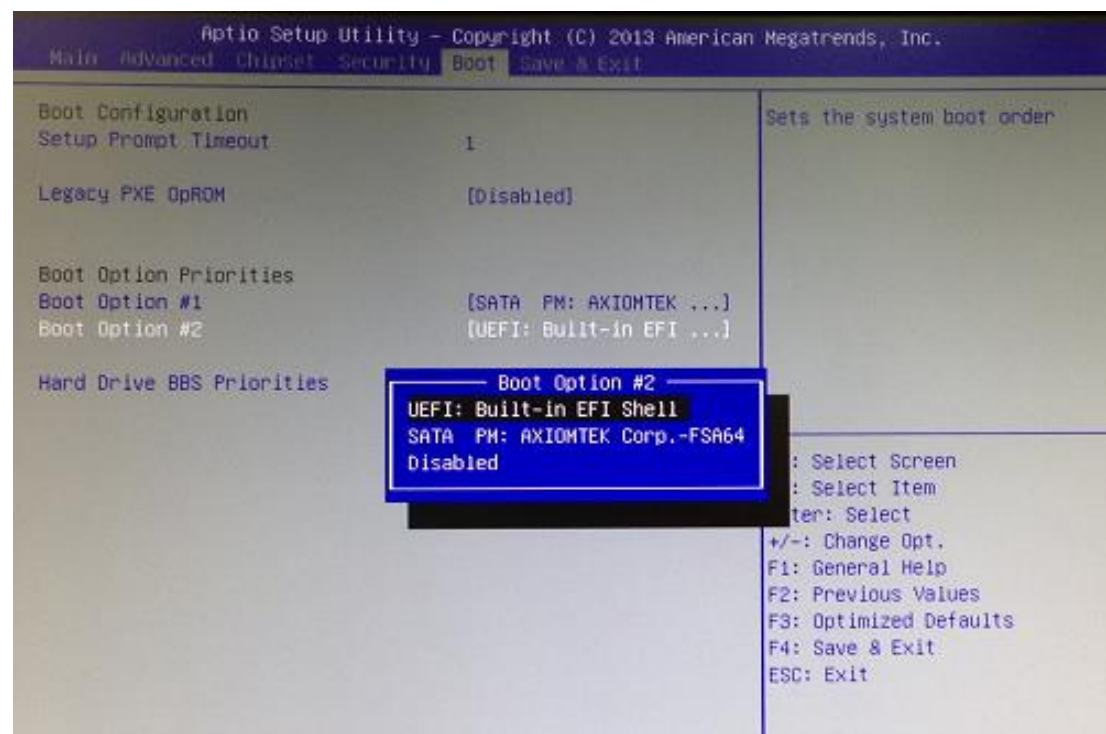 Aptio Setup Utility – Copyright (C) 2013 American Megatrends, Inc.
Main Advanced Chipset Security Boot Save & Exit
Boot Configuration
Setup Prompt Timeout 1
Legacy PXE OpROM [Disabled]
Boot Option Priorities
Boot Option #1 [SATA PM: AXIOMTEK ...]
Boot Option #2 [UEFI: Built-in EFI ...]
Hard Drive BBS Priorities
Boot Option #2
UEFI: Built-in EFI Shell
SATA PM: AXIOMTEK Corp.-FSA64
Disabled
Sets the system boot order
: Select Screen
: Select Item
ter: Select
+/-: Change Opt.
F1: General Help
F2: Previous Values
F3: Optimized Defaults
F4: Save & Exit
ESC: Exit